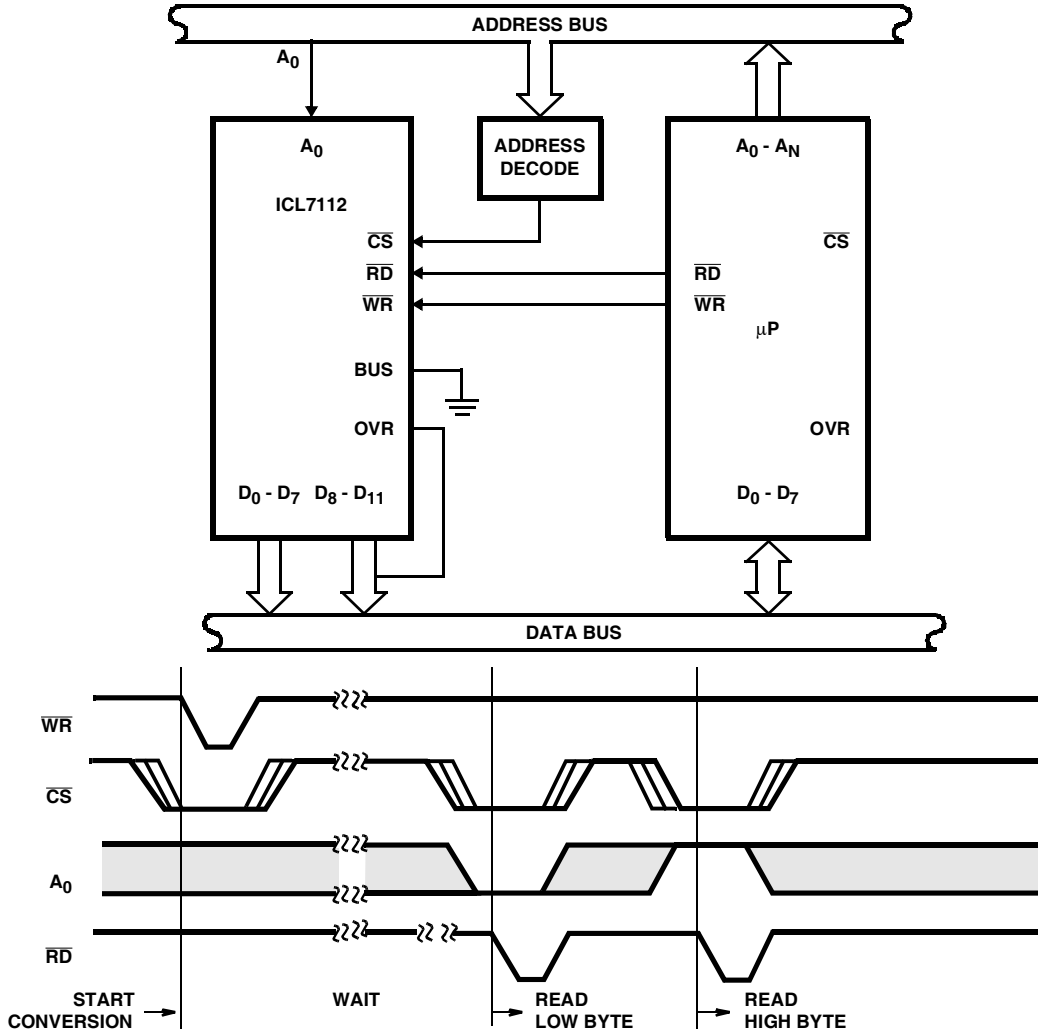 ADDRESS BUS
A0
A0
ICL7112
CS
RD
WR
BUS
OVR
D0 - D7 D8 - D11
ADDRESS
DECODE
A0 - AN
CS
RD
WR
μP
OVR
D0 - D7
DATA BUS
WR
CS
A0
RD
START
CONVERSION
WAIT
READ
LOW BYTE
READ
HIGH BYTE